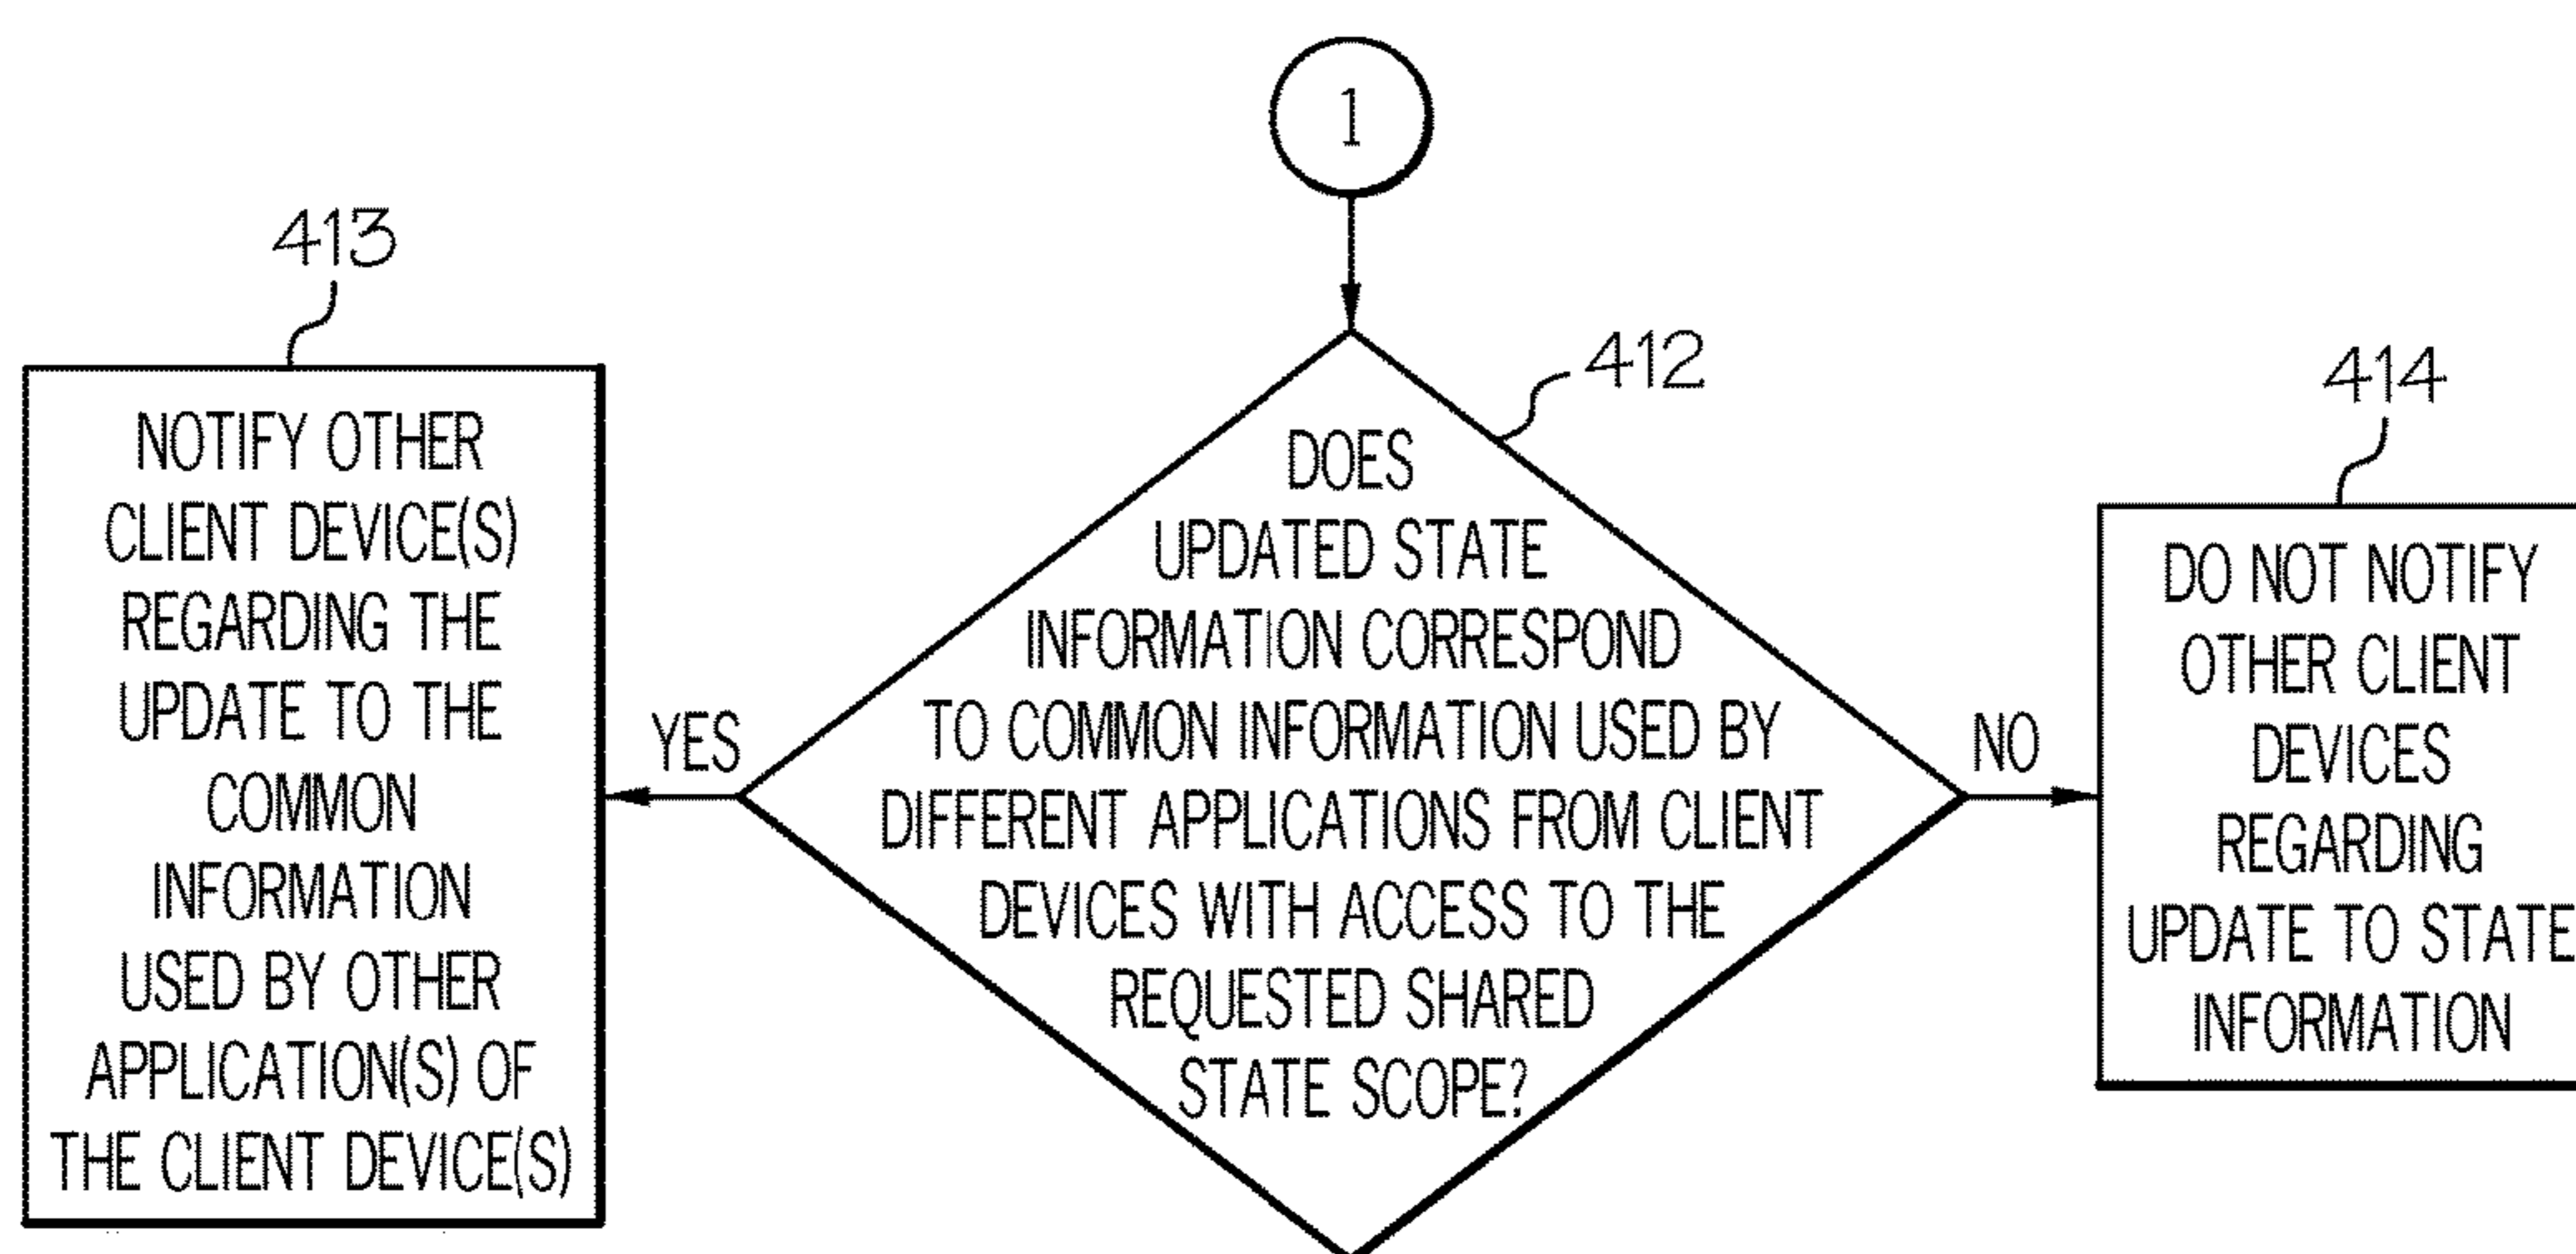 1
413
NOTIFY OTHER
CLIENT DEVICE(S)
REGARDING THE
UPDATE TO THE
COMMON
INFORMATION
USED BY OTHER
APPLICATION(S) OF
THE CLIENT DEVICE(S)
YES
412
DOES
UPDATED STATE
INFORMATION CORRESPOND
TO COMMON INFORMATION USED BY
DIFFERENT APPLICATIONS FROM CLIENT
DEVICES WITH ACCESS TO THE
REQUESTED SHARED
STATE SCOPE?
NO
414
DO NOT NOTIFY
OTHER CLIENT
DEVICES
REGARDING
UPDATE TO STATE
INFORMATION